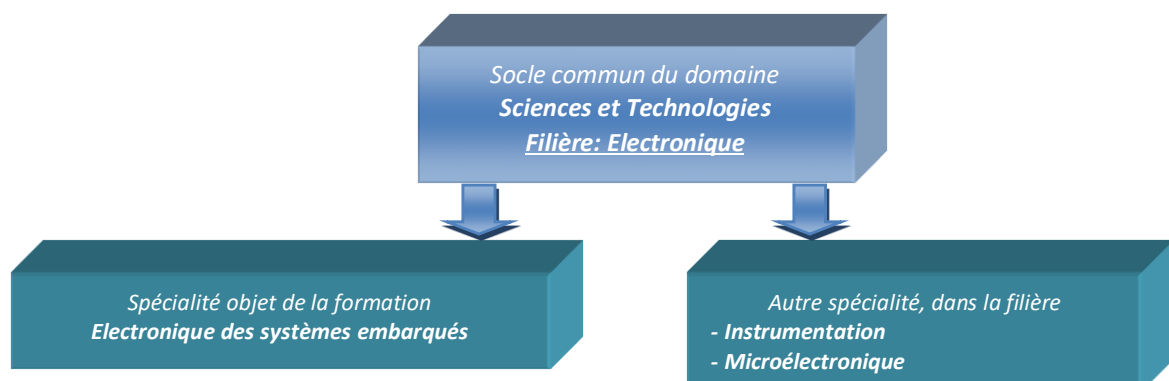 Socle commun du domaine
Sciences et Technologies
Filière: Electronique
Spécialité objet de la formation
Electronique des systèmes embarqués
Autre spécialité, dans la filière
- Instrumentation
- Microélectronique